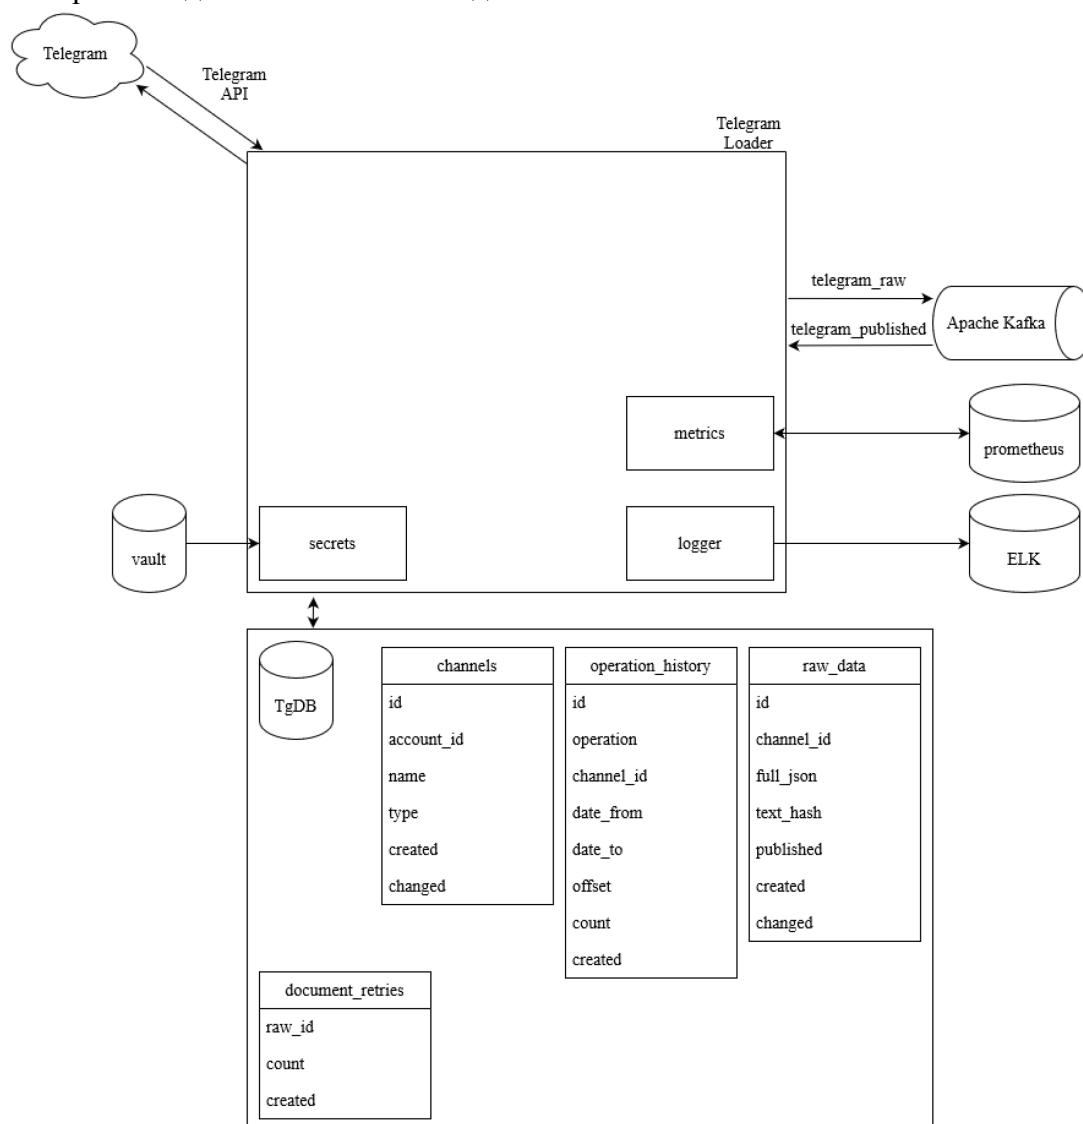 Telegram
Telegram
API
Telegram
Loader
telegram_raw
Apache Kafka
telegram_published
metrics
prometheus
vault
secrets
logger
ELK
TgDB
channels
id
account_id
name
type
created
changed
operation_history
id
operation
channel_id
date_from
date_to
offset
count
created
raw_data
id
channel_id
full_json
text_hash
published
created
changed
document_retries
raw_id
count
created